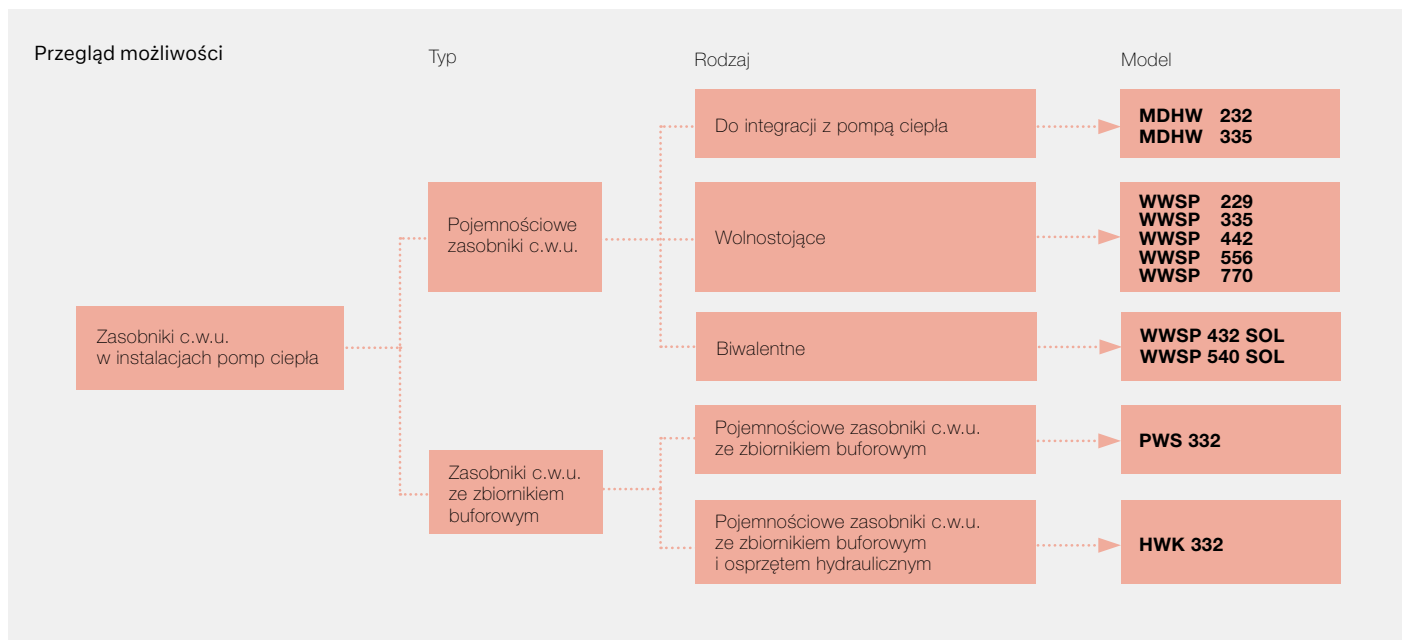 Przegląd możliwości
Typ
Rodzaj
Model
Zasobniki c.w.u.
w instalacjach pomp ciepła
Pojemnościowe
zasobniki c.w.u.
Do integracji z pompą ciepła
MDHW 232
MDHW 335
Wolnostojące
WWSP 229
WWSP 335
WWSP 442
WWSP 556
WWSP 770
Biwalentne
WWSP 432 SOL
WWSP 540 SOL
Zasobniki c.w.u.
ze zbiornikiem
buforowym
Pojemnościowe zasobniki c.w.u.
ze zbiornikiem buforowym
PWS 332
Pojemnościowe zasobniki c.w.u.
ze zbiornikiem buforowym
i osprzętem hydraulicznym
HWK 332